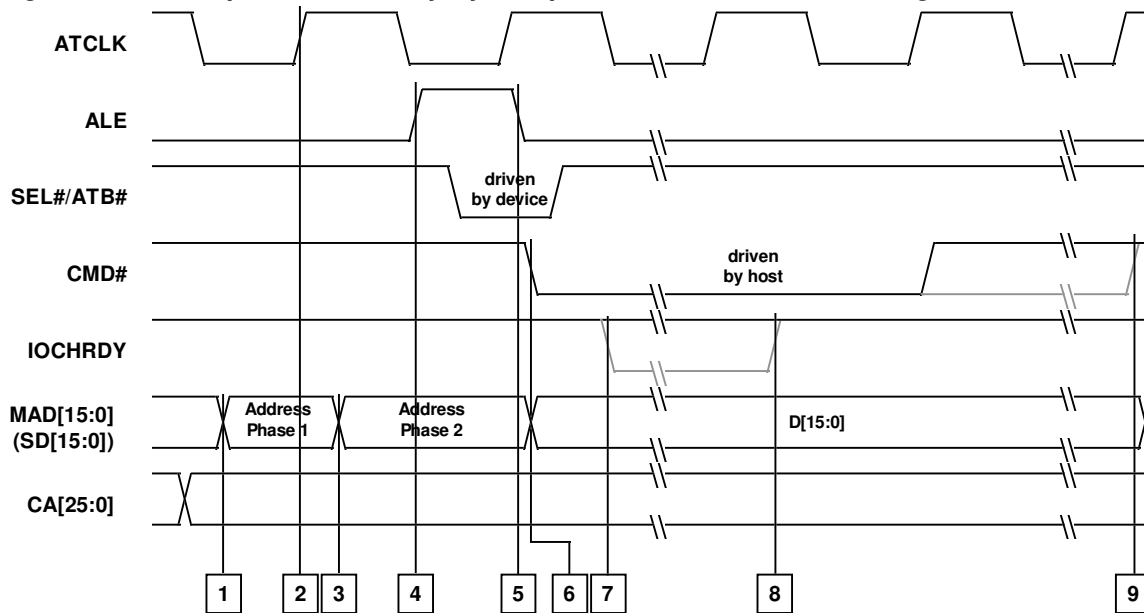 ATCLK
ALE
SEL#/ATB#
driven
by device
CMD#
driven
by host
IOCHRDY
MAD[15:0]
(SD[15:0])
Address
Phase 1
Address
Phase 2
D[15:0]
CA[25:0]
1 2 3 4 5 6 7 8 9